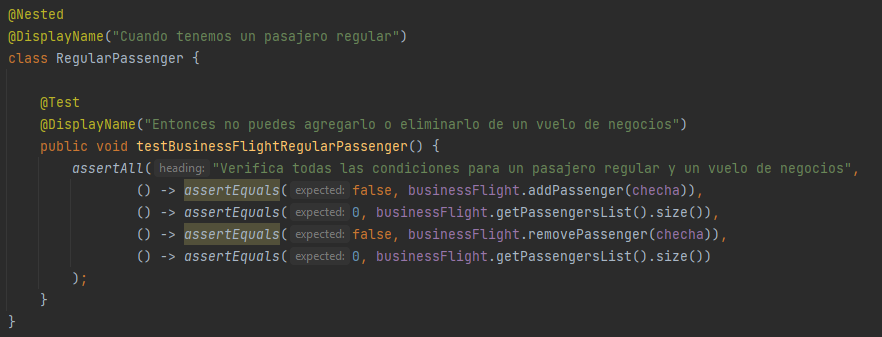 @Nested
@DisplayName("Cuando tenemos un pasajero regular")
class RegularPassenger {
@Test
@DisplayName("Entonces no puedes agregarlo o eliminarlo de un vuelo de negocios")
public void testBusinessFlightRegularPassenger() {
assertAll( heading: "Verifica todas las condiciones para un pasajero regular y un vuelo de negocios",
() -> assertEquals( expected: false, businessFlight.addPassenger(checha)),
() -> assertEquals( expected: 0, businessFlight.getPassengersList().size()),
() -> assertEquals( expected: false, businessFlight.removePassenger(checha)),
() -> assertEquals( expected: 0, businessFlight.getPassengersList().size())
);
}
}